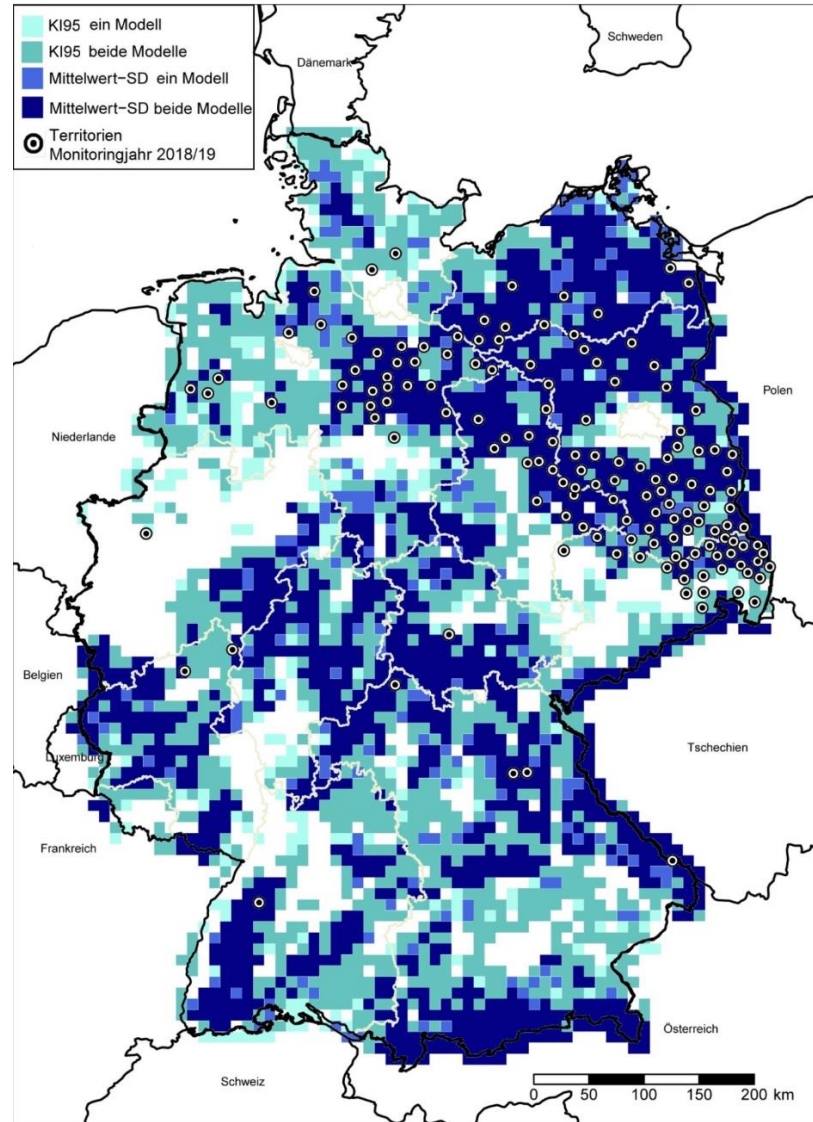 KI95 ein Modell
KI95 beide Modelle
Mittelwert−SD ein Modell
Mittelwert−SD beide Modelle
Territorien
Monitoringjahr 2018/19
Schweden
Dänemark
Polen
Niederlande
Belgien
Luxemburg
Tschechien
Frankreich
Österreich
Schweiz
0 50 100 150 200 km